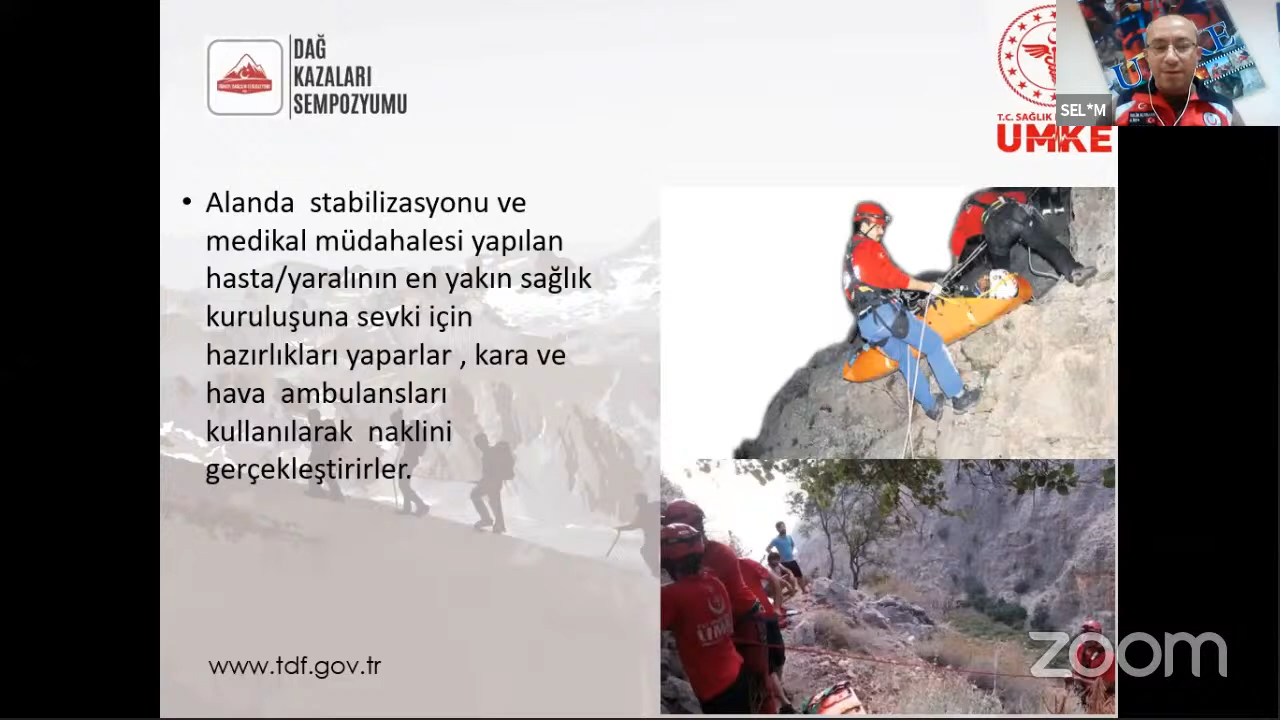 DAĞ
KAZALARI
SEMPOZYUMU
T.C. SAĞLIK
UMKE
SEL*M
• Alanda stabilizasyonu ve
medikal müdahalesi yapılan
hasta/yaralının en yakın sağlık
kuruluşuna sevki için
hazırlıkları yaparlar , kara ve
hava ambulansları
kullanılarak naklini
gerçekleştirirler.
UMKE
www.tdf.gov.tr
zoom